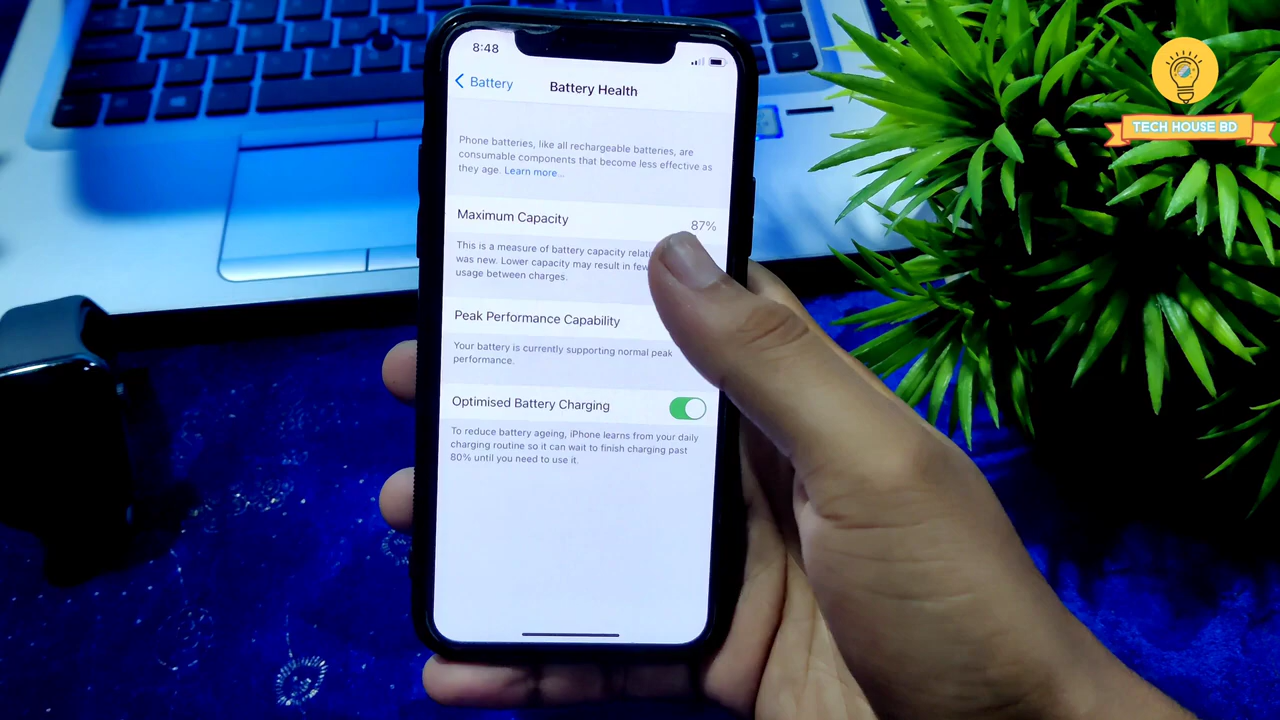 8:48
Battery
Battery Health
TECH HOUSE BD
Phone batteries, like all rechargeable batteries, are
consumable components that become less effective as
they age. Learn more...
Maximum Capacity
87%
This is a measure of battery capacity
was new. Lower capacity may result in
usage between charges.
Peak Performance Capability
Your battery is currently supporting normal peak
performance.
Optimised Battery Charging
To reduce battery ageing, iPhone learns from your daily
charging routine so it can wait to finish charging past
80% until you need to use it.